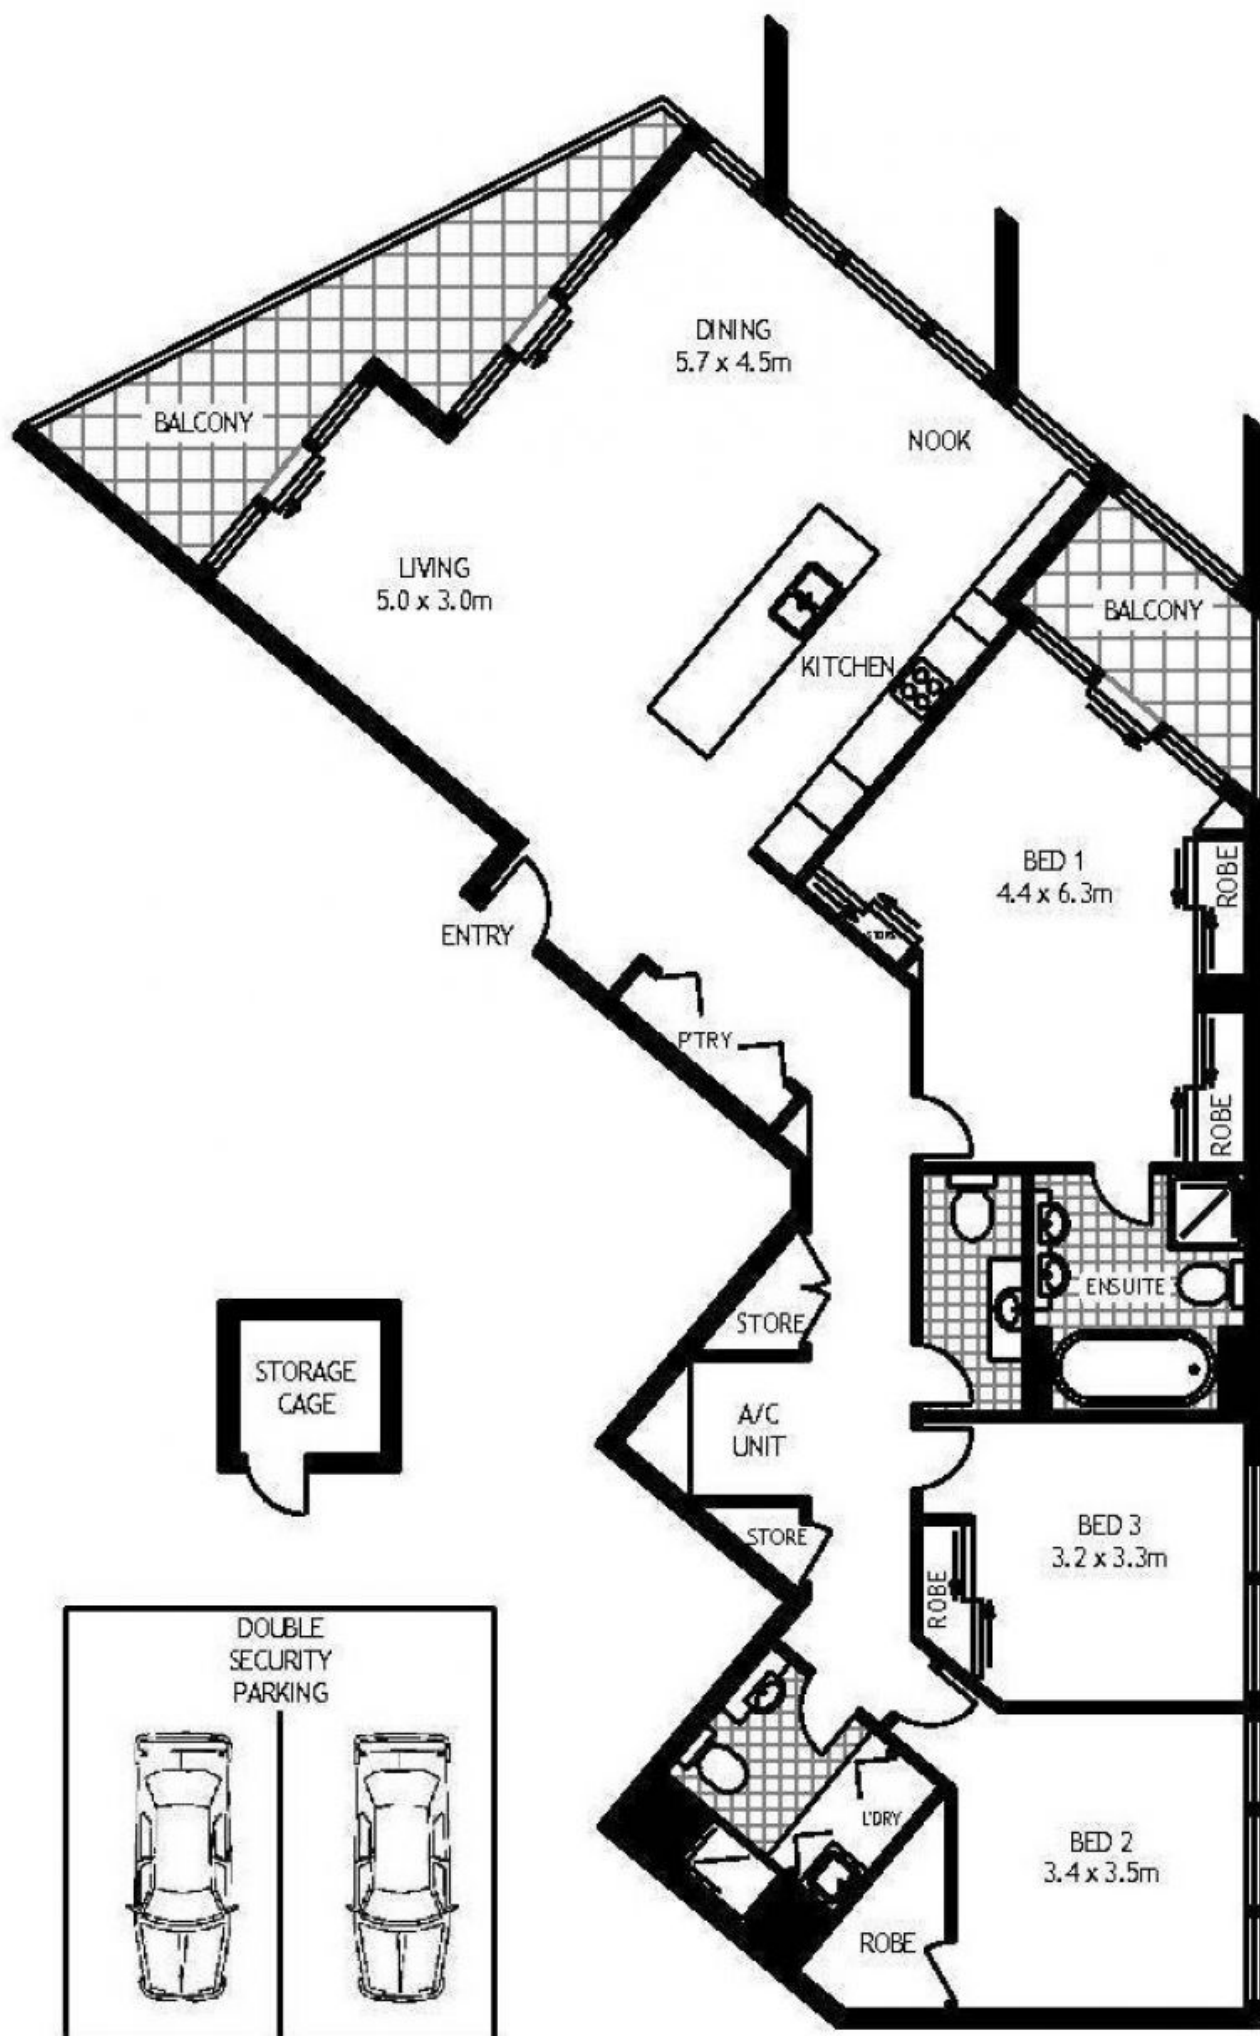 DINING
5.7 x 4.5m
BALCONY
NOOK
LIVING
5.0 x 3.0m
BALCONY
KITCHEN
BED 1
4.4 x 6.3m
ROBE
ENTRY
STORE
P'TRY
ROBE
ENSUITE
STORE
STORAGE
CAGE
A/C
UNIT
STORE
BED 3
3.2 x 3.3m
ROBE
DOUBLE
SECURITY
PARKING
L'DRY
BED 2
3.4 x 3.5m
ROBE